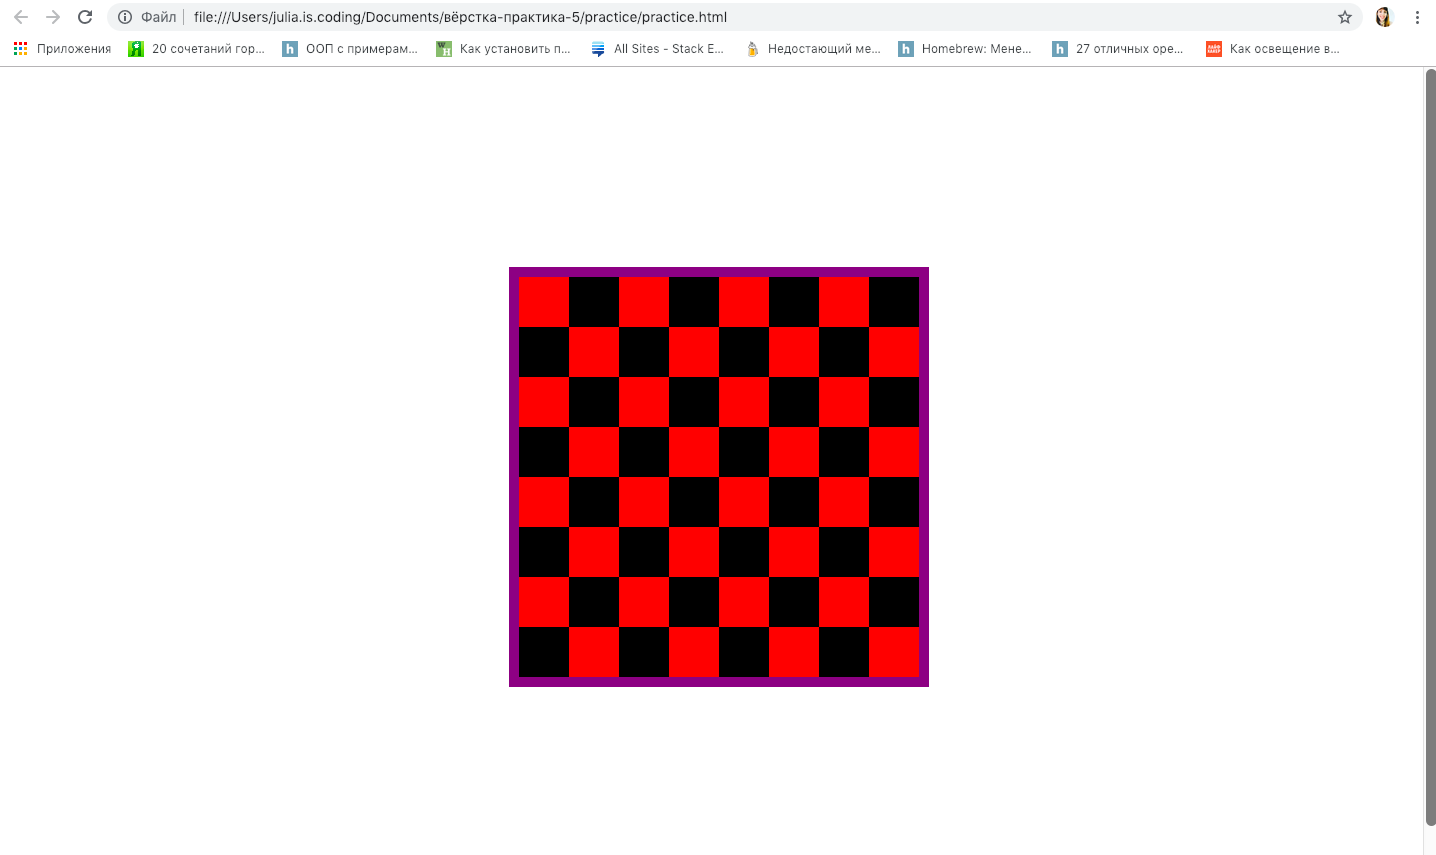 Файл file:///Users/julia.is.coding/Documents/вёрстка-практика-5/practice/practice.html
Приложения 20 сочетаний гор... ООП с примерам... Как установить п... All Sites - Stack E... Недостающий ме... Homebrew: Мене... 27 отличных оре... Как освещение в...